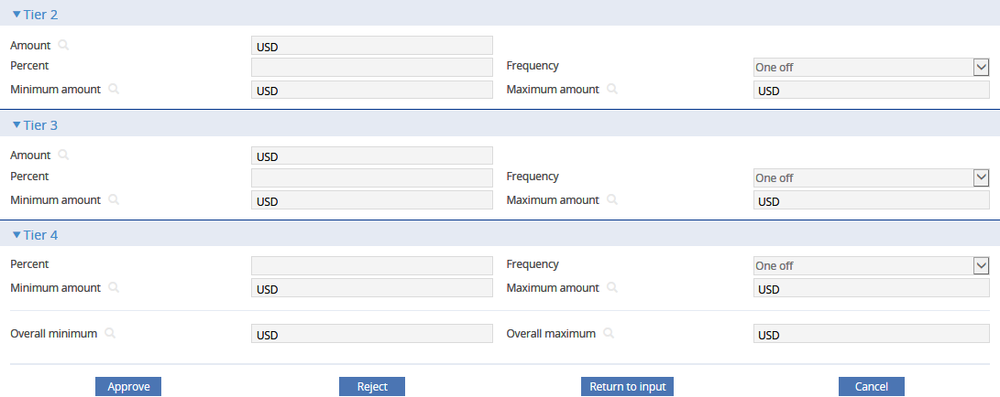 Tier 2
Amount USD
Percent Frequency One off
Minimum amount USD Maximum amount USD
Tier 3
Amount USD
Percent Frequency One off
Minimum amount USD Maximum amount USD
Tier 4
Percent Frequency One off
Minimum amount USD Maximum amount USD
Overall minimum USD Overall maximum USD
Approve Reject Return to input Cancel